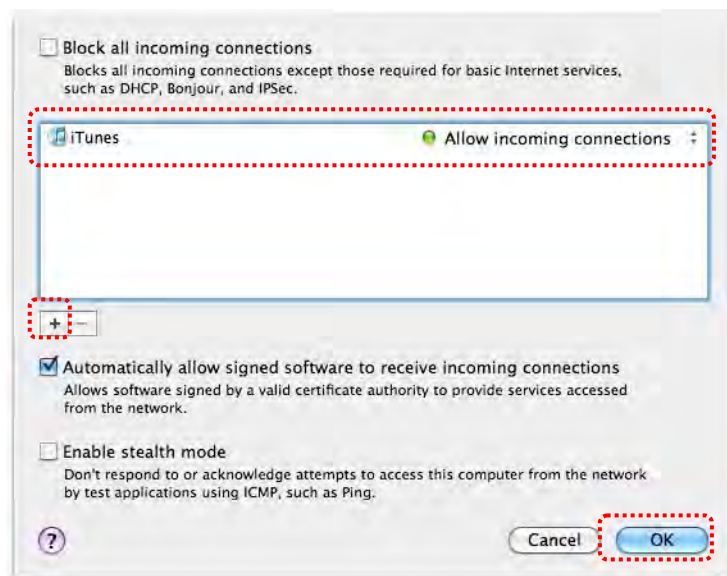 Block all incoming connections
Blocks all incoming connections except those required for basic Internet services,
such as DHCP, Bonjour, and IPSec.
iTunes Allow incoming connections
+ −
Automatically allow signed software to receive incoming connections
Allows software signed by a valid certificate authority to provide services accessed
from the network.
Enable stealth mode
Don't respond to or acknowledge attempts to access this computer from the network
by test applications using ICMP, such as Ping.
? Cancel OK